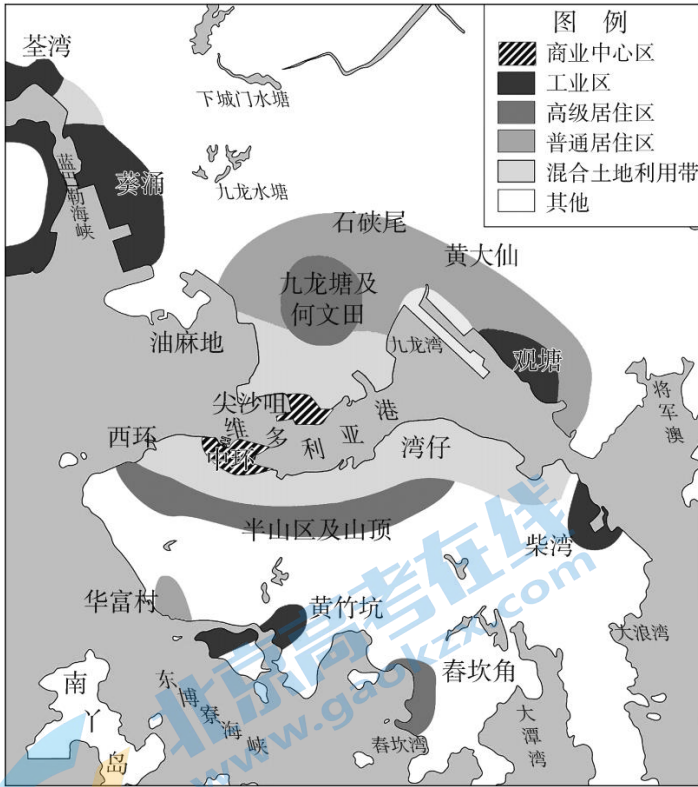 图 例
商业中心区
工业区
高级居住区
普通居住区
混合土地利用带
其他
荃湾
下城门水塘
蓝巴勒海峡
葵涌
九龙水塘
石硖尾
黄大仙
九龙塘及
何文田
油麻地
九龙湾
观塘
将军澳
尖沙咀
维多利亚港
西环
中环
湾仔
半山区及山顶
柴湾
华富村
黄竹坑
大浪湾
舂坎角
南丫岛
东博寮海峡
舂坎湾
大潭湾
北京高考在线
www.gaokzx.com